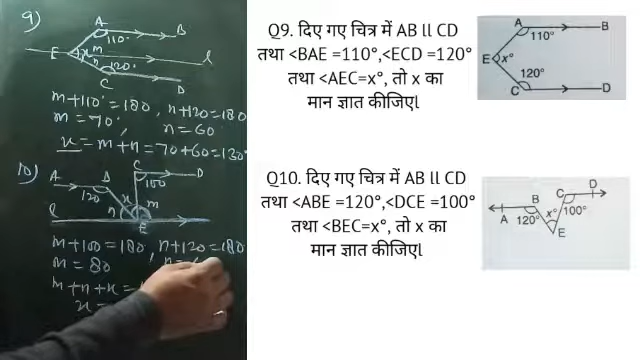 9)
A
B
110°
E
x
m
n
l
120°
C
D
m+110°=180, n+120=180
m=70°, n=60
x=m+n=70+60=130°
10)
A
B
C
D
120
100
x
n
m
l
E
m+100=180, n+120=180
m=80
m+n+x=
x=
Q9. दिए गए चित्र में AB ll CD
तथा <BAE =110°,<ECD =120°
तथा <AEC=x°, तो x का
मान ज्ञात कीजिएl
A
B
110°
E
x°
120°
C
D
Q10. दिए गए चित्र में AB ll CD
तथा <ABE =120°,<DCE =100°
तथा <BEC=x°, तो x का
मान ज्ञात कीजिएl
A
B
C
D
120°
x°
100°
E